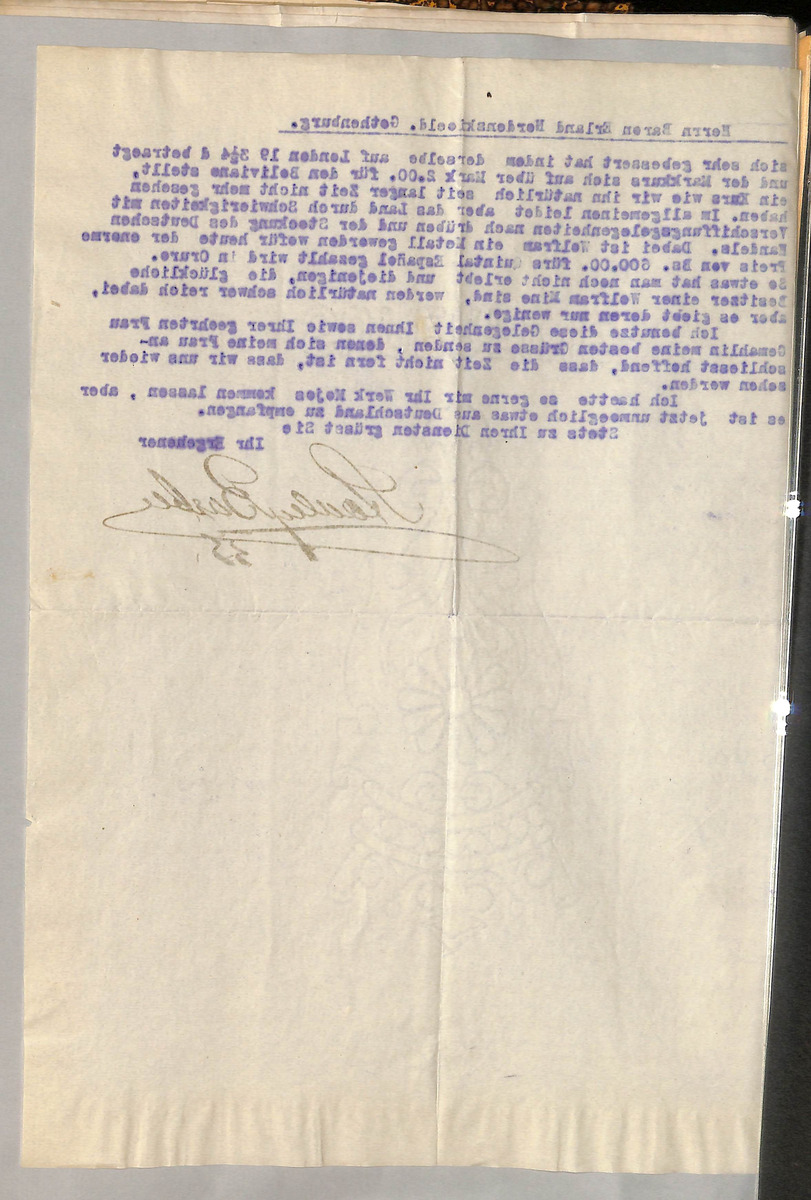 Herrn Baron Erland Nordenskioeld. Gothenburg.
sich sehr gebessert hat indem derselbe auf London 19 3/4 d betraegt
und der Markkurs sich auf über Mark 2.00. für den Boliviano stellt,
ein Kurs wie wir ihn natürlich seit langer Zeit nicht mehr gesehen
haben. Im allgemeinen leidet aber das Land durch Schwierigkeiten mit
Verschiffungsgelegenheiten nach drüben und der Stockung des Deutschen
Handels. Dabei ist Wolfram ein Metall geworden wofür heute der enorme
Preis von Bs. 600.00. fürs Quintal Español gezahlt wird in Oruro.
So etwas hat man noch nicht erlebt und diejenigen, die glückliche
Besitzer einer Wolfram Mine sind, werden natürlich schwer reich dabei,
aber es giebt deren nur wenige.
Ich benutze diese Gelegenheit Ihnen sowie Ihrer geehrten Frau
Gemahlin meine besten Grüsse zu senden, denen sich meine Frau an-
schliesst hoffend, dass die Zeit nicht fern ist, dass wir uns wieder
sehen werden.
Ich haette so gerne mir Ihr Werk Mojos kommen lassen, aber
es ist jetzt unmoeglich etwas aus Deutschland zu empfangen.
Stets zu Ihren Diensten grüsst Sie
Ihr Ergebener